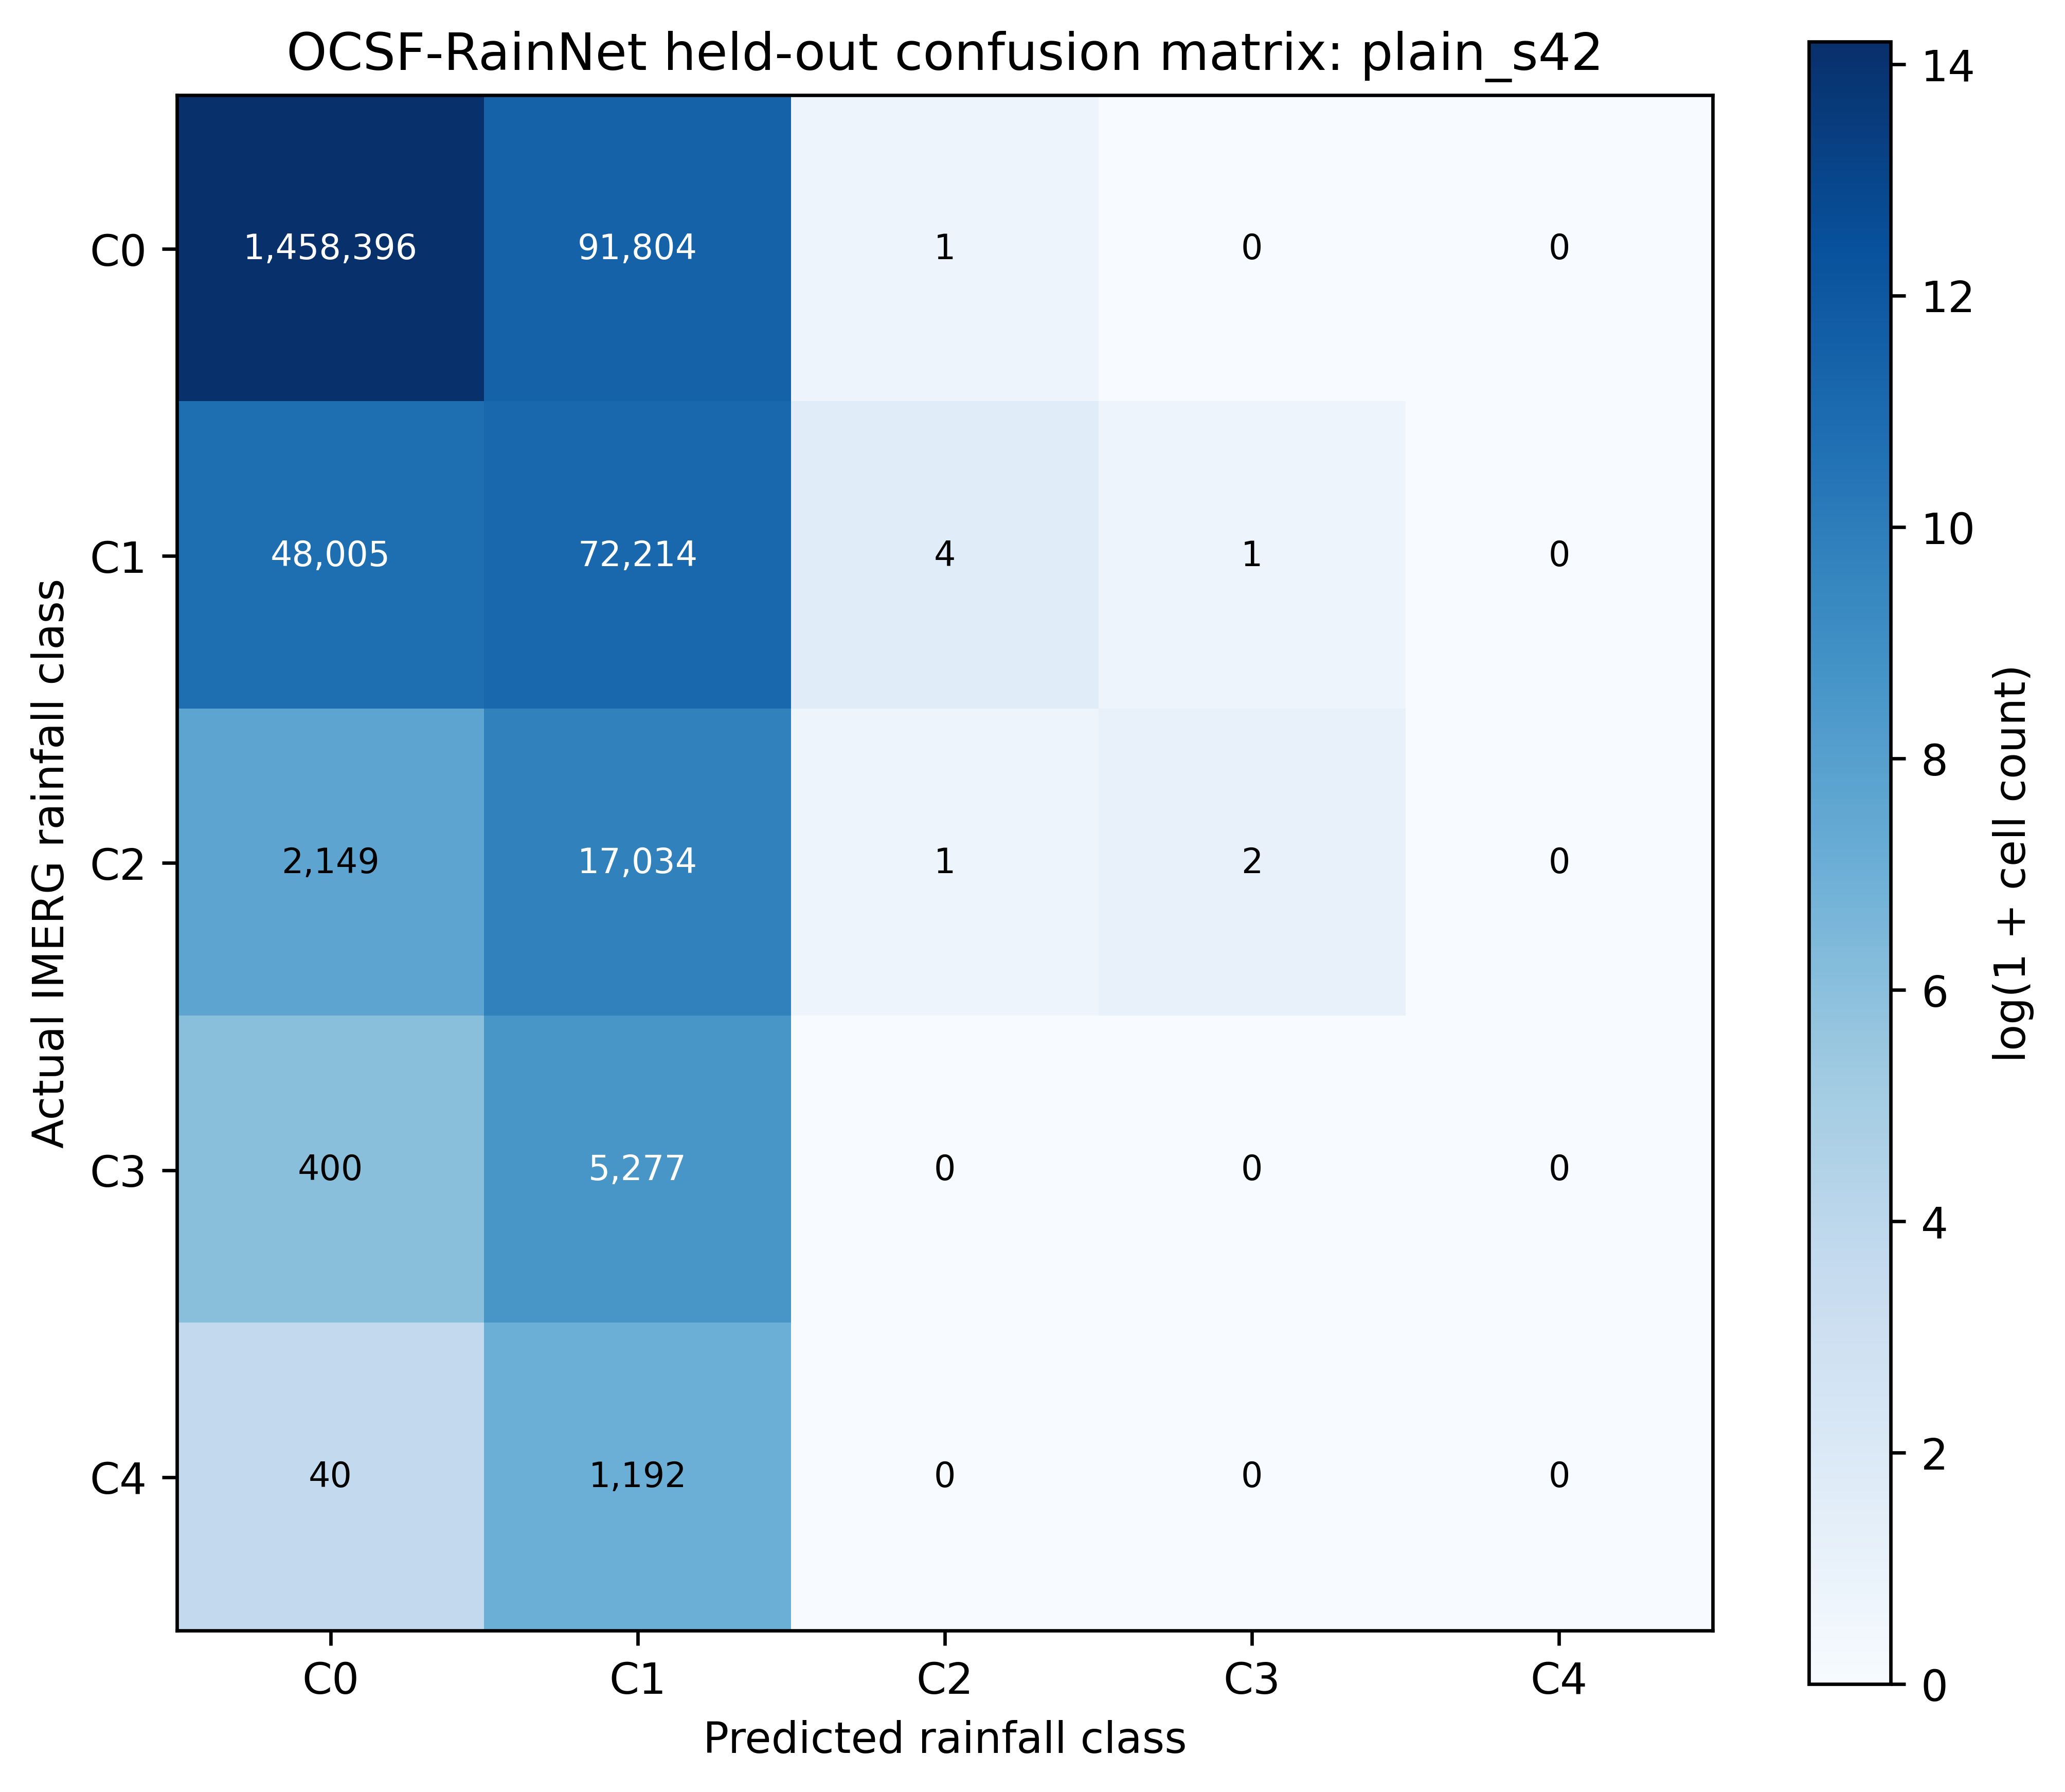 OCSF-RainNet held-out confusion matrix: plain_s42
Actual IMERG rainfall class
C0 1,458,396 91,804 1 0 0
C1 48,005 72,214 4 1 0
C2 2,149 17,034 1 2 0
C3 400 5,277 0 0 0
C4 40 1,192 0 0 0
C0 C1 C2 C3 C4
Predicted rainfall class
14
12
10
8
6
4
2
0
log(1 + cell count)